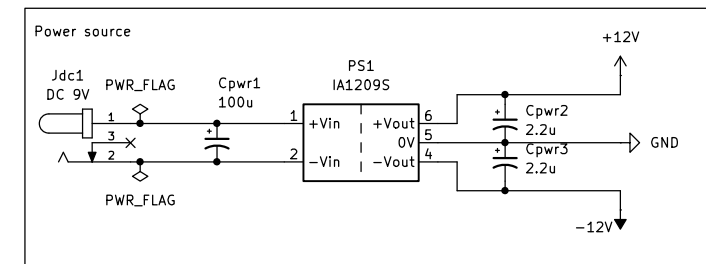 Power source
+12V
Jdc1
DC 9V
PWR_FLAG
Cpwr1
100u
PS1
IA1209S
1
3
2
1
2
+Vin
-Vin
+Vout
0V
-Vout
6
5
4
+
+
Cpwr2
2.2u
GND
+
Cpwr3
2.2u
PWR_FLAG
-12V